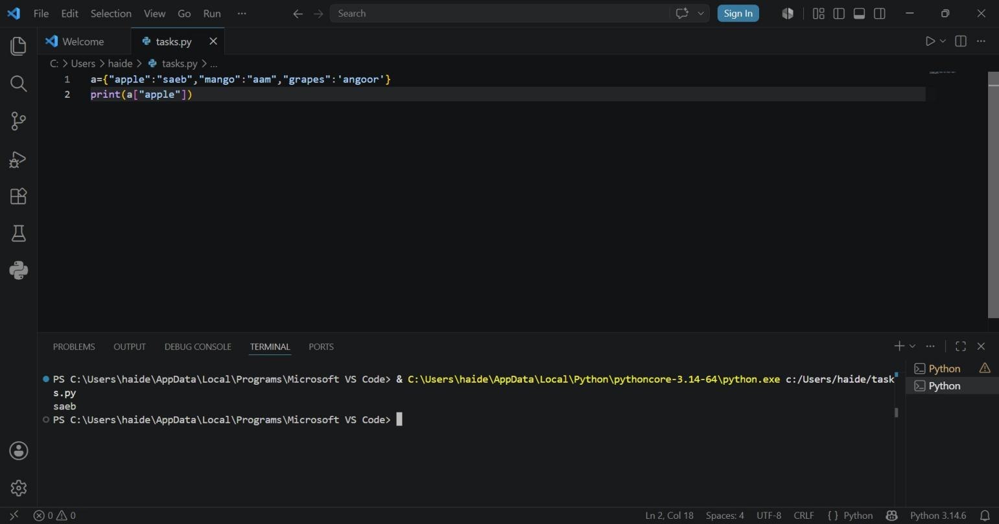 File Edit Selection View Go Run ··· Search Sign In
Welcome tasks.py
C: > Users > haide > tasks.py > ...
1 a={"apple":"saeb","mango":"aam","grapes":'angoor'}
2 print(a["apple"])
PROBLEMS OUTPUT DEBUG CONSOLE TERMINAL PORTS
PS C:\Users\haide\AppData\Local\Programs\Microsoft VS Code> & C:\Users\haide\AppData\Local\Python\pythoncore-3.14-64\python.exe c:/Users/haide/task
s.py
saeb
PS C:\Users\haide\AppData\Local\Programs\Microsoft VS Code>
Python
Python
0 0 Ln 2, Col 18 Spaces: 4 UTF-8 CRLF {} Python Python 3.14.6